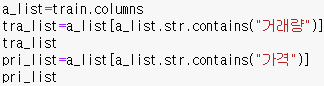 a_list=train.columns
tra_list=a_list[a_list.str.contains("거래량")]
tra_list
pri_list=a_list[a_list.str.contains("가격")]
pri_list